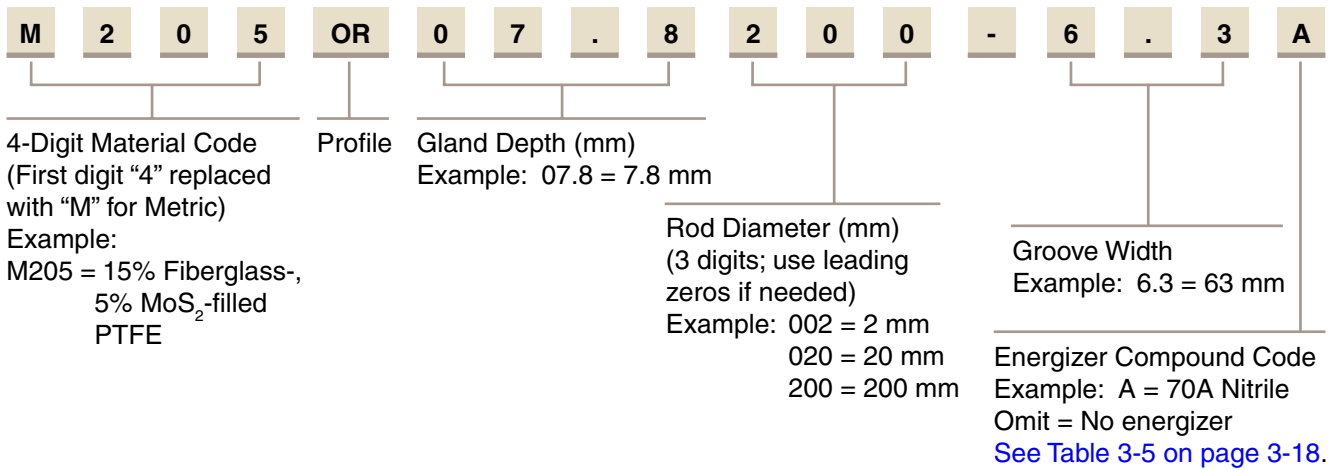 M 2 0 5 OR 0 7 . 8 2 0 0 - 6 . 3 A
4-Digit Material Code
(First digit “4” replaced
with “M” for Metric)
Example:
M205 = 15% Fiberglass-,
5% MoS₂-filled
PTFE
Profile
Gland Depth (mm)
Example: 07.8 = 7.8 mm
Rod Diameter (mm)
(3 digits; use leading
zeros if needed)
Example: 002 = 2 mm
020 = 20 mm
200 = 200 mm
Groove Width
Example: 6.3 = 63 mm
Energizer Compound Code
Example: A = 70A Nitrile
Omit = No energizer
See Table 3-5 on page 3-18.